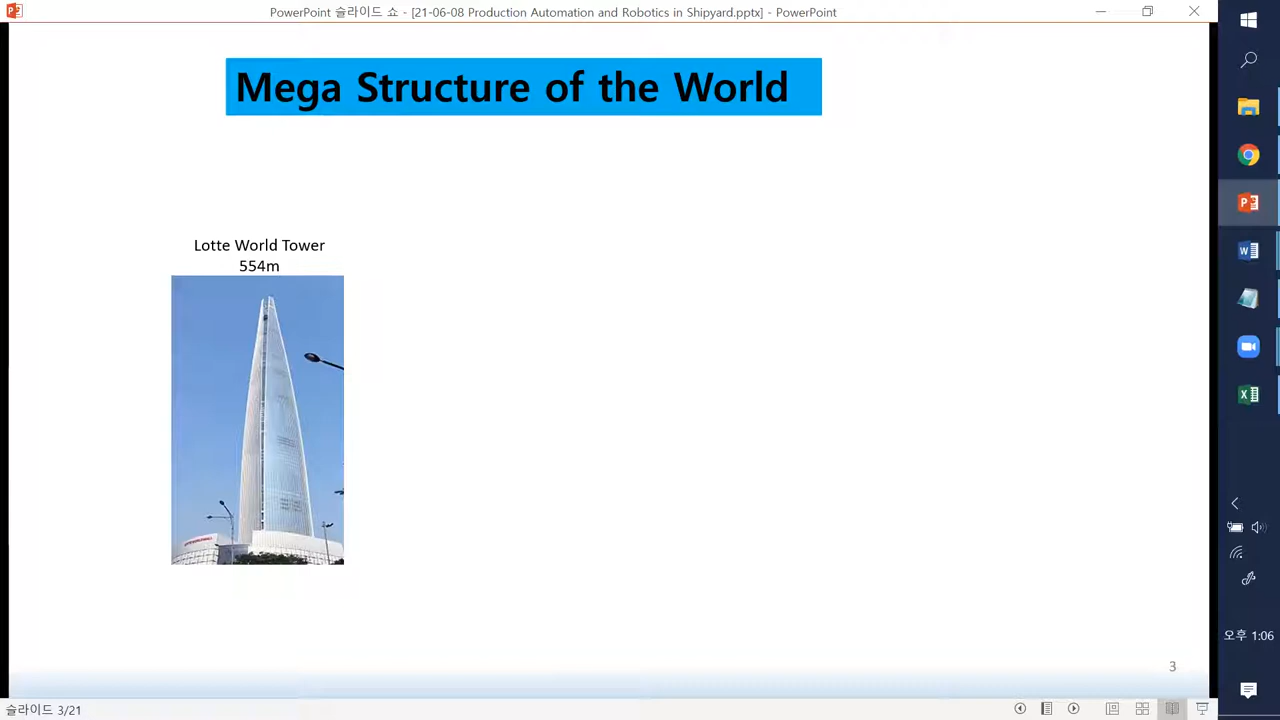 PowerPoint 슬라이드 쇼 - [21-06-08 Production Automation and Robotics in Shipyard.pptx] - PowerPoint
Mega Structure of the World
Lotte World Tower
554m
오후 1:06
3
슬라이드 3/21